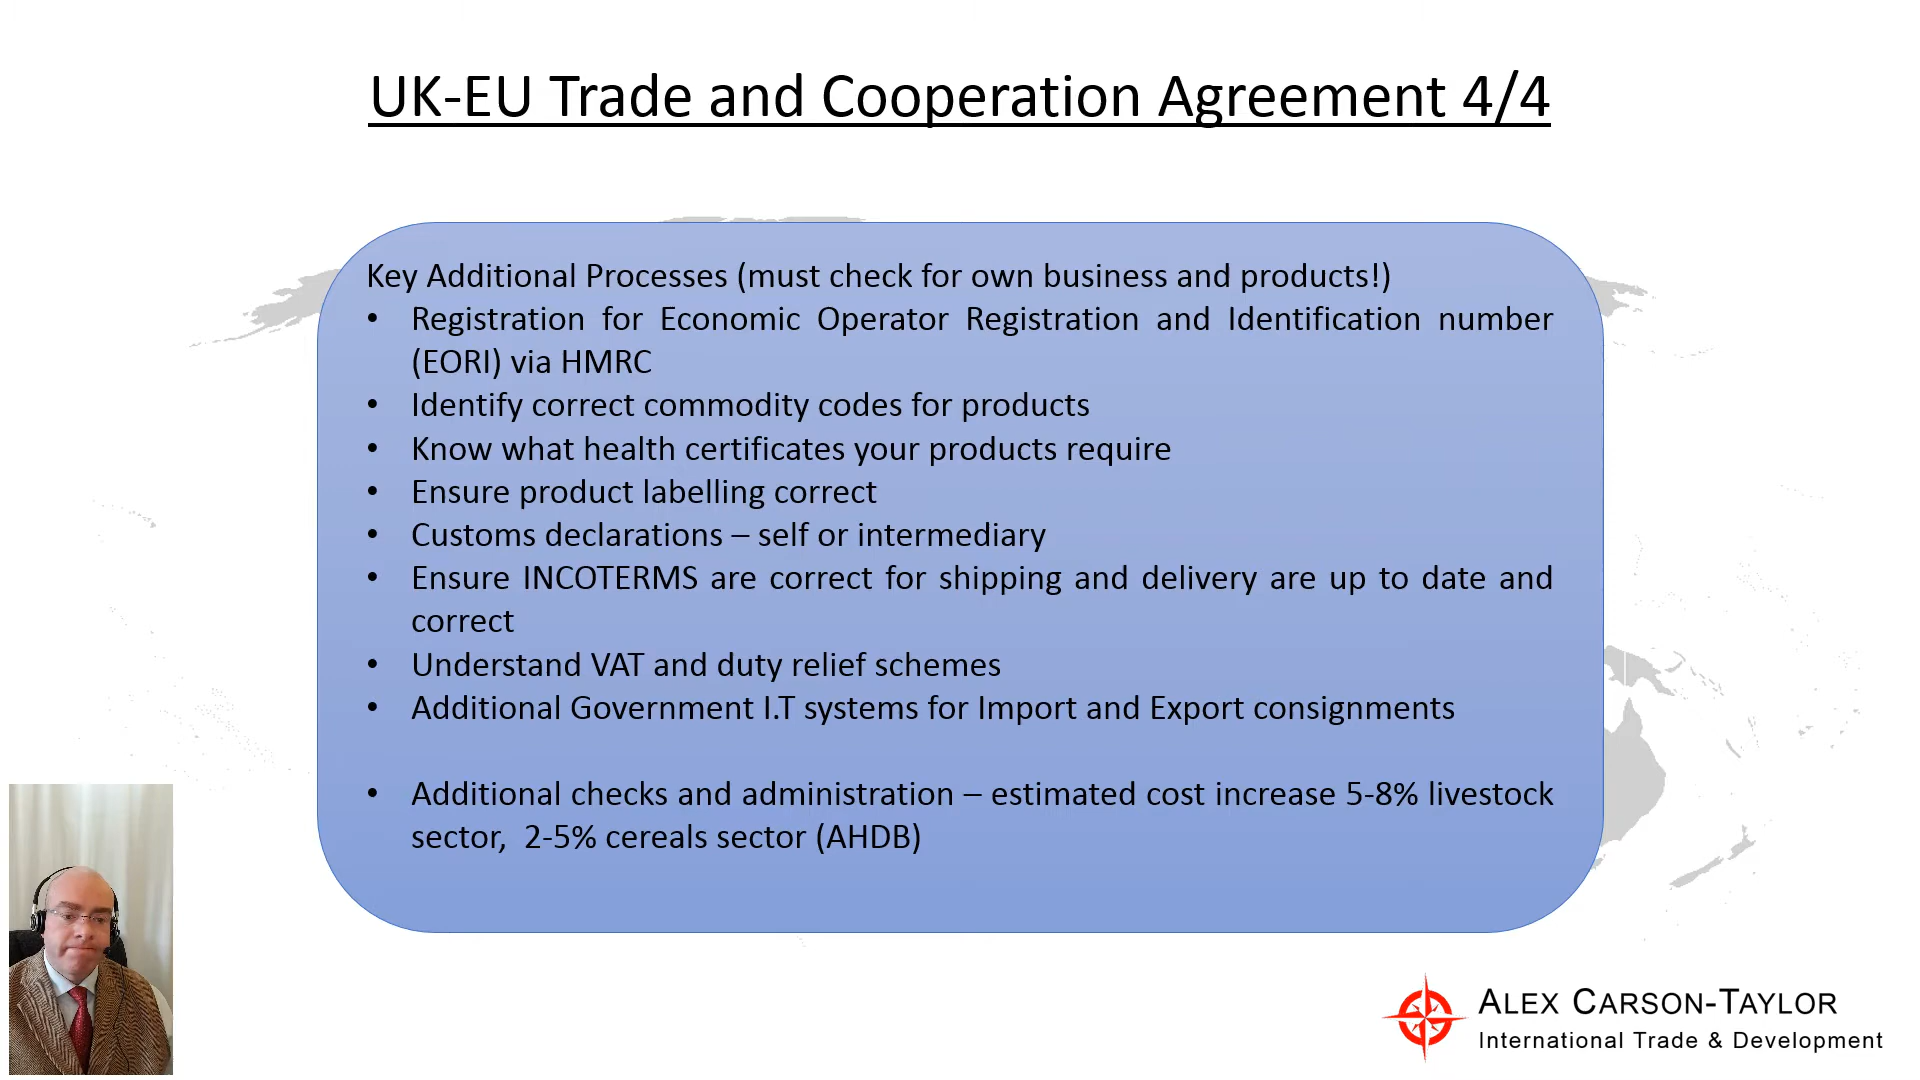 UK-EU Trade and Cooperation Agreement 4/4
Key Additional Processes (must check for own business and products!)
• Registration for Economic Operator Registration and Identification number
(EORI) via HMRC
• Identify correct commodity codes for products
• Know what health certificates your products require
• Ensure product labelling correct
• Customs declarations – self or intermediary
• Ensure INCOTERMS are correct for shipping and delivery are up to date and
correct
• Understand VAT and duty relief schemes
• Additional Government I.T systems for Import and Export consignments
• Additional checks and administration – estimated cost increase 5-8% livestock
sector, 2-5% cereals sector (AHDB)
ALEX CARSON-TAYLOR
International Trade & Development